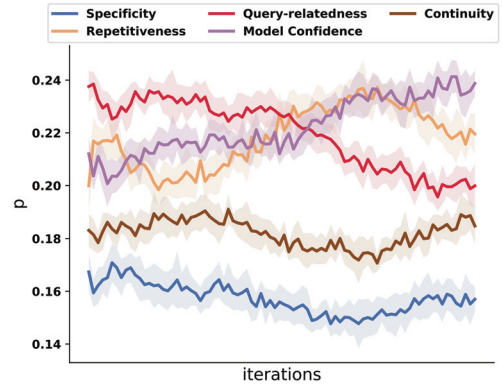 Specificity Query-relatedness Continuity
Repetitiveness Model Confidence
0.24
0.22
0.20
0.18
0.16
0.14
p
iterations